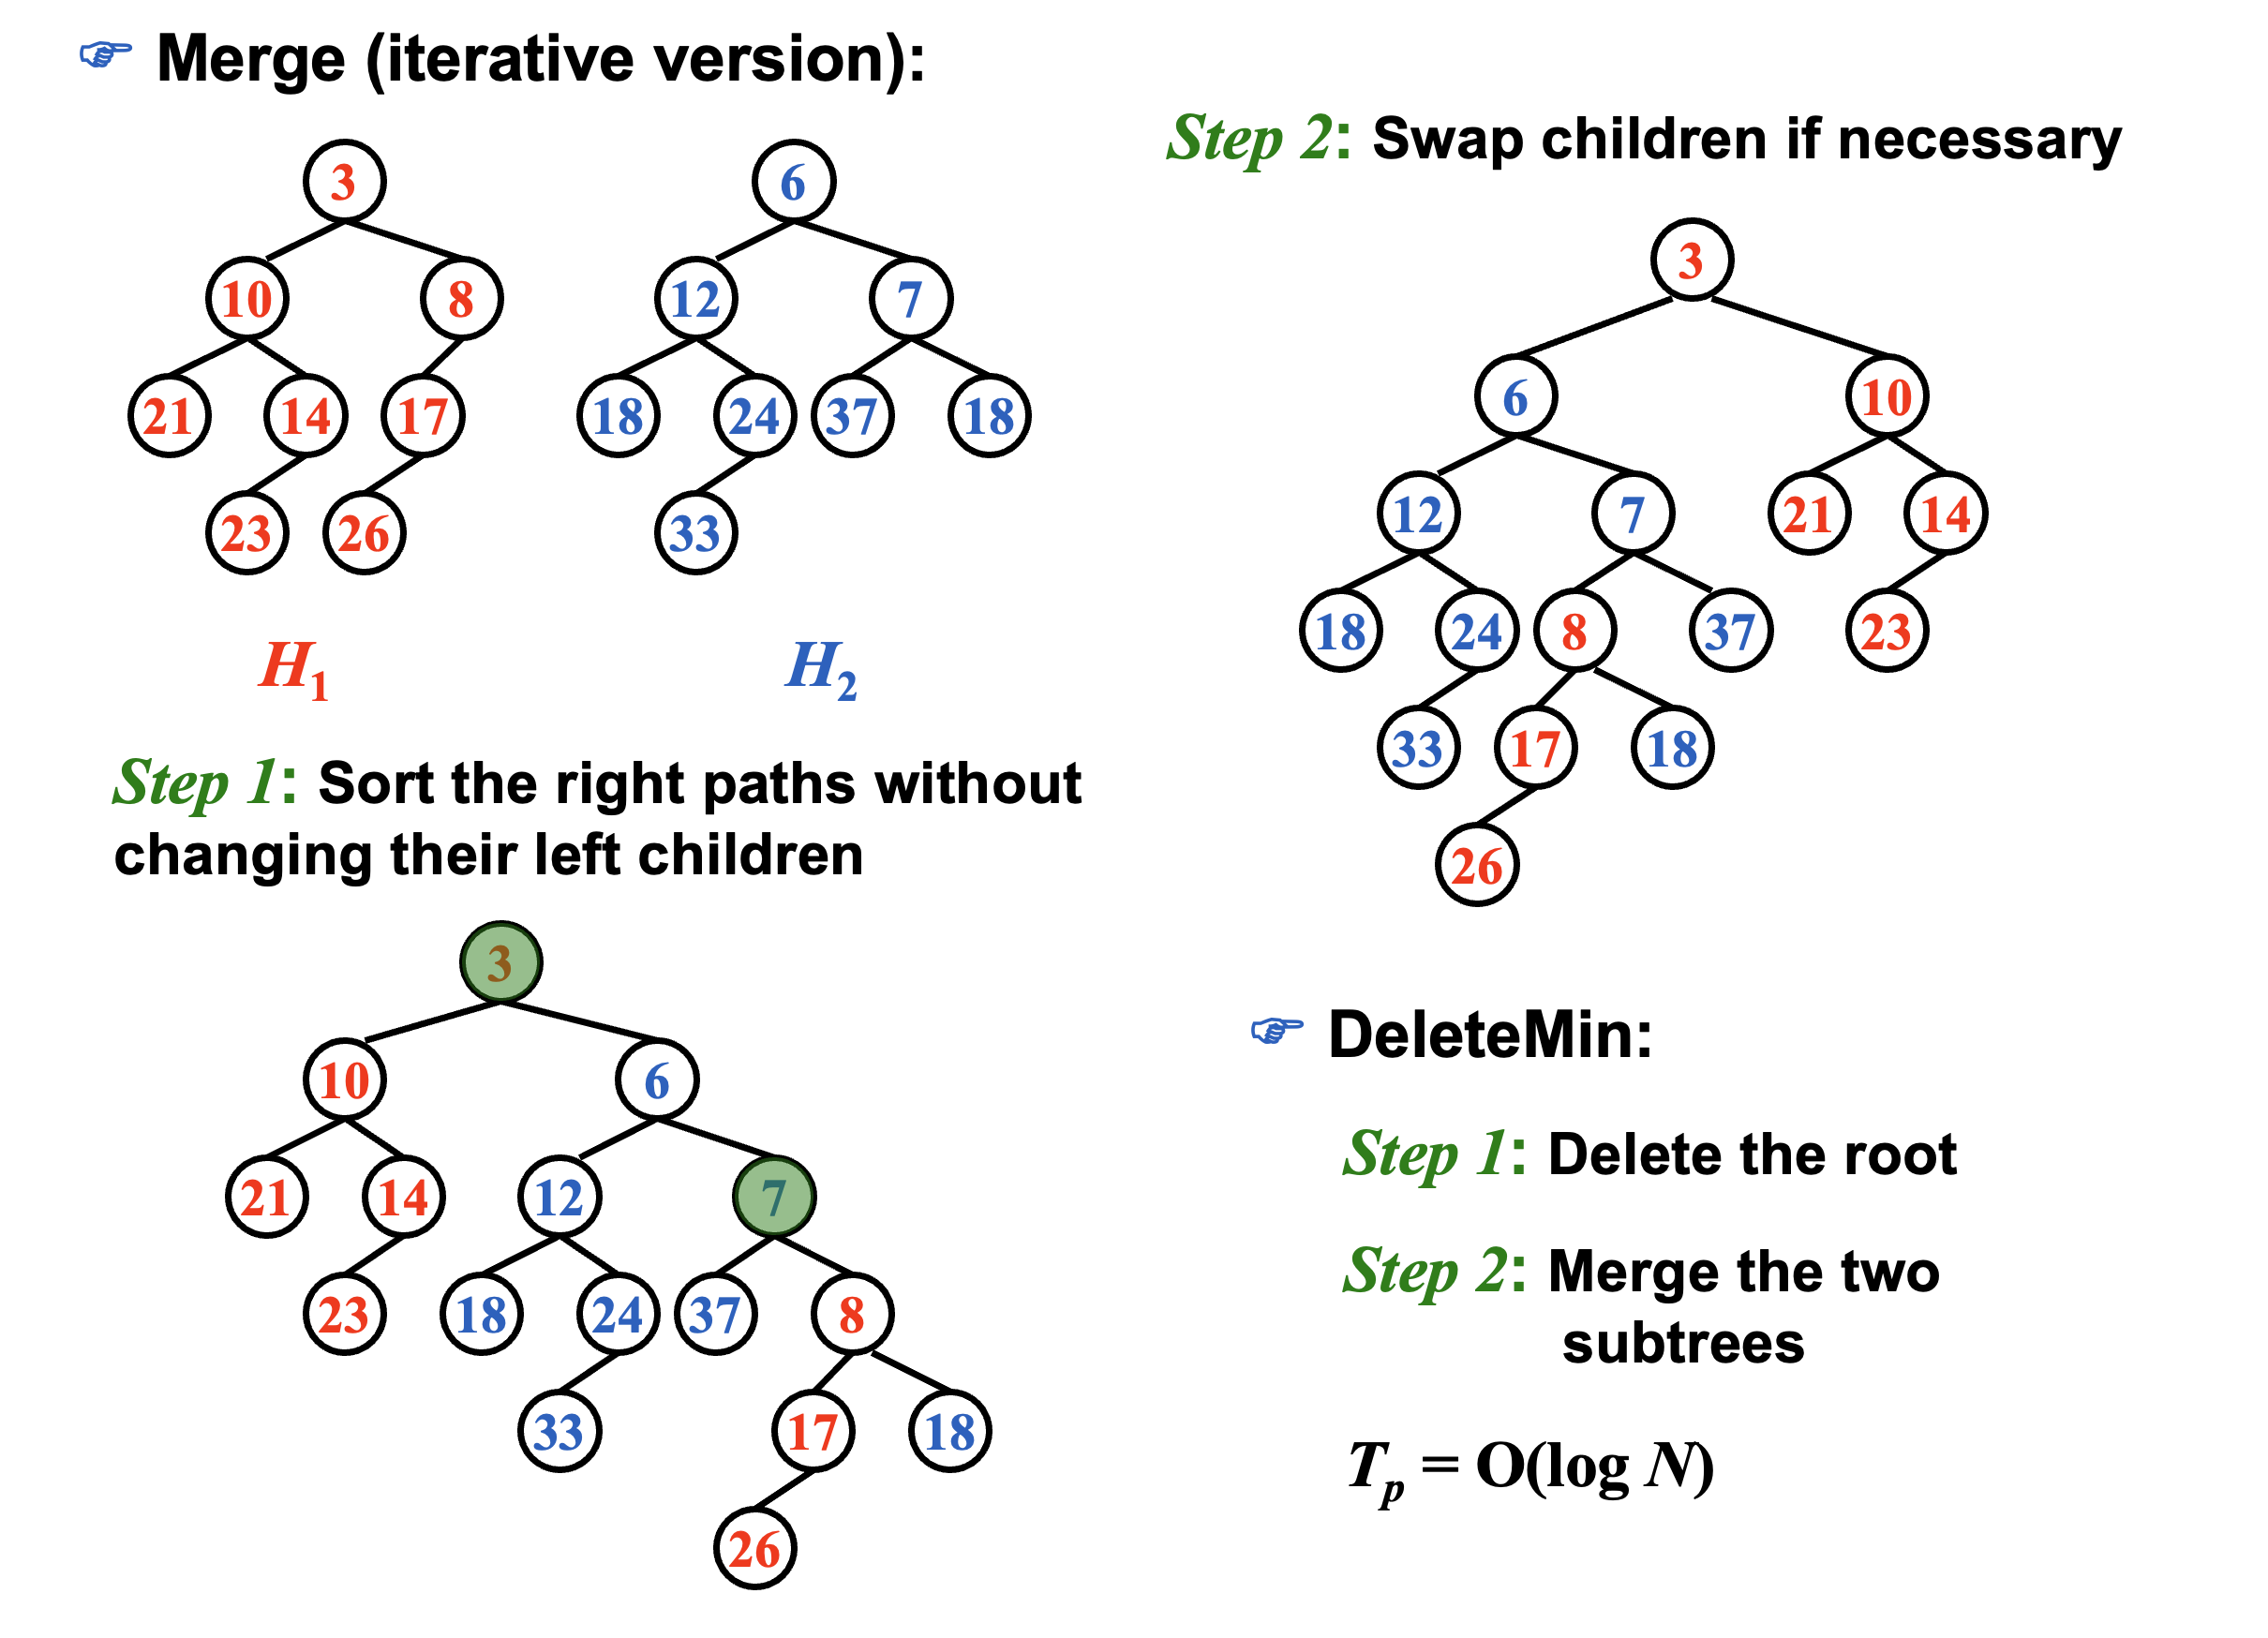 ☞ Merge (iterative version):
3
6
10 8
12 7
21 14 17
18 24 37 18
23 26
33
H₁
H₂
Step 1: Sort the right paths without
changing their left children
3
10 6
21 14 12 7
23 18 24 37 8
33 17 18
26
Step 2: Swap children if necessary
3
6 10
12 7 21 14
18 24 8 37 23
33 17 18
26
☞ DeleteMin:
Step 1: Delete the root
Step 2: Merge the two
subtrees
Tₚ = O(log N)